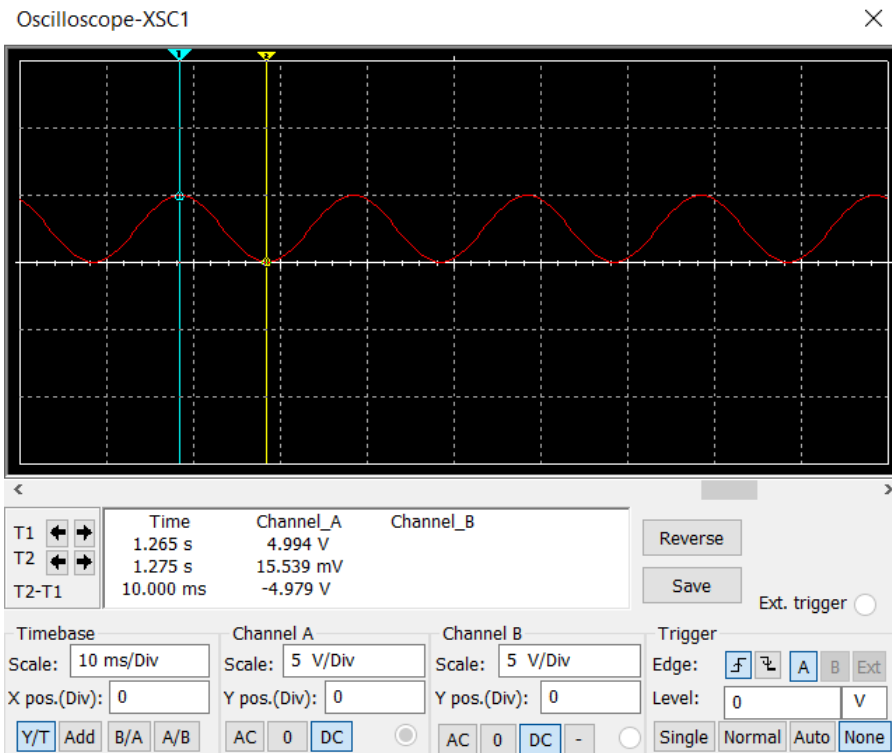 Oscilloscope-XSC1
1
2
Time Channel_A Channel_B
T1 1.265 s 4.994 V
T2 1.275 s 15.539 mV
T2-T1 10.000 ms -4.979 V
Reverse
Save
Ext. trigger
Timebase
Scale: 10 ms/Div
X pos.(Div): 0
Y/T Add B/A A/B
Channel A
Scale: 5 V/Div
Y pos.(Div): 0
AC 0 DC
Channel B
Scale: 5 V/Div
Y pos.(Div): 0
AC 0 DC -
Trigger
Edge: A B Ext
Level: 0 V
Single Normal Auto None